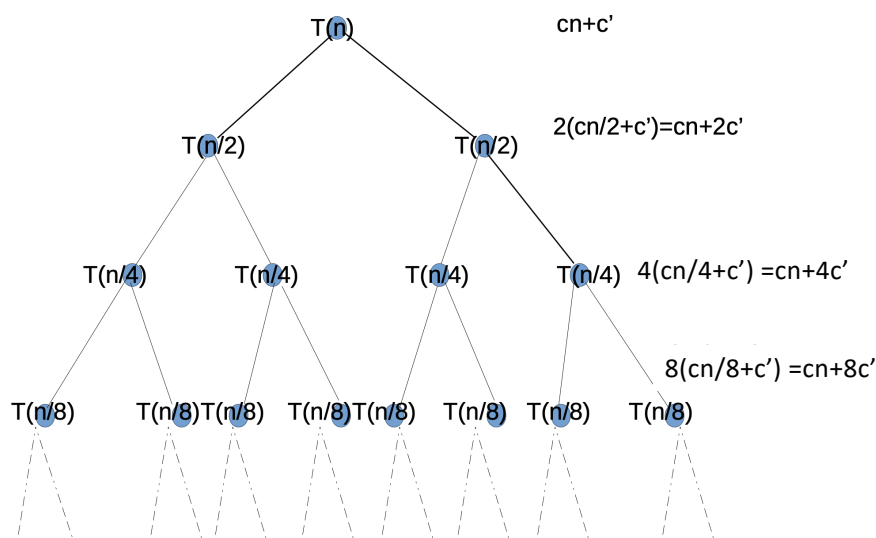 T(n) cn+c’
T(n/2) T(n/2) 2(cn/2+c’)=cn+2c’
T(n/4) T(n/4) T(n/4) T(n/4) 4(cn/4+c’) =cn+4c’
8(cn/8+c’) =cn+8c’
T(n/8) T(n/8) T(n/8) T(n/8) T(n/8) T(n/8) T(n/8) T(n/8)